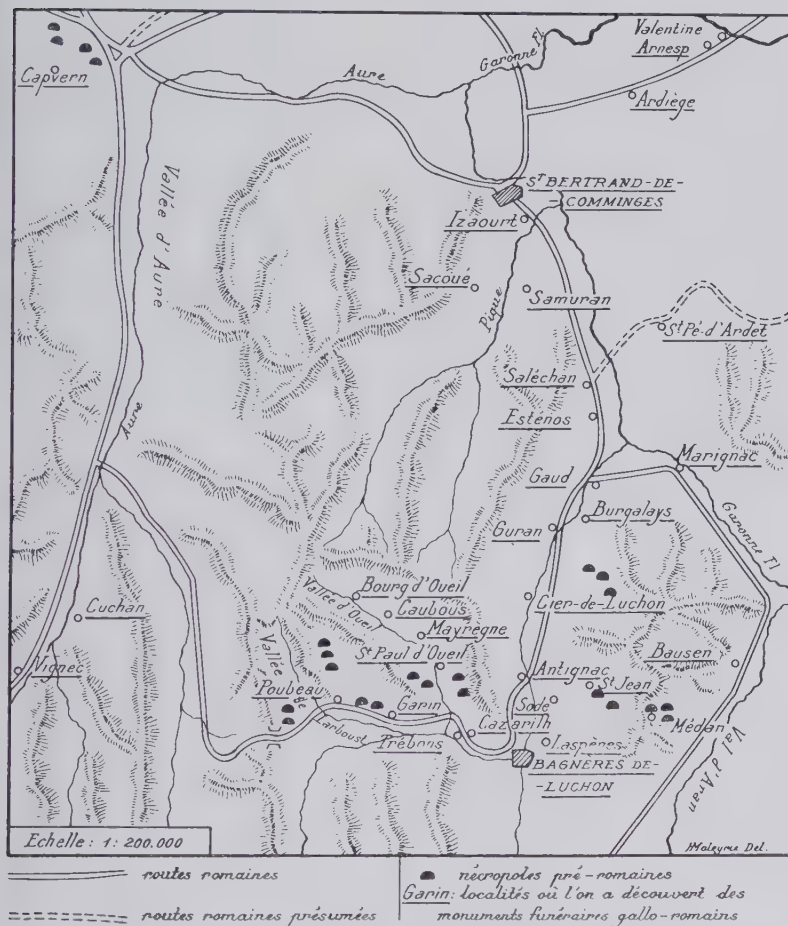 Valentine
Arnesp
Garonne Fl.
Aure
Capvern
Ardiège
Vallée d'Aure
ST BERTRAND-DE-
-COMMINGES
Izaourt
Sacoué
Samuran
Pique
St Pé-d'Ardet
Saléchan
Esténos
Aure
Marignac
Gaud
Garonne Fl
Burgalays
Guran
Bourg d'Oueil
Vallée d'Oueil
Caubous
Cier-de-Luchon
Cuchan
Mayregne
St Paul d'Oueil
Bausen
Vignec
Vallée de
Larboust
Antignac
St Jean
Poubeau
Garin
Sode
Cazarilh
Médan
Trébons
Laspères
BAGNÈRES DE-
-LUCHON
Val d'Aran
Echelle: 1: 200.000
HMaleyrie Del.
routes romaines
nécropoles pré-romaines
Garin: localités où l'on a découvert des
monuments funéraires gallo-romains
routes romaines présumées